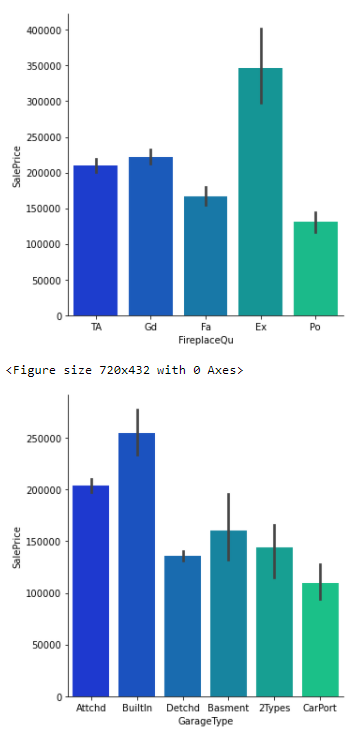 400000
350000
300000
250000
200000
150000
100000
50000
0
SalePrice
TA Gd Fa Ex Po
FireplaceQu
<Figure size 720x432 with 0 Axes>
250000
200000
150000
100000
50000
0
SalePrice
Attchd BuiltIn Detchd Basment 2Types CarPort
GarageType